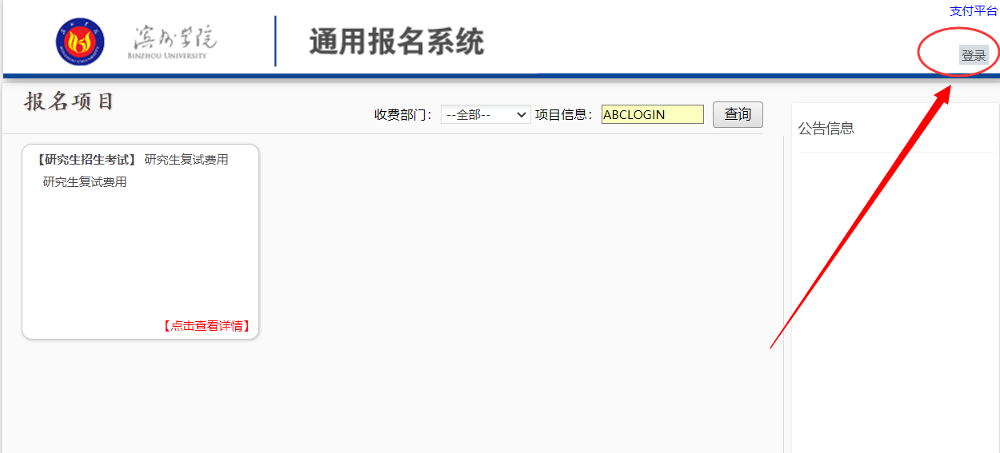 支付平台
滨州学院
BINZHOU UNIVERSITY
通用报名系统
登录
报名项目
收费部门： --全部-- 项目信息： ABCLOGIN 查询
公告信息
【研究生招生考试】 研究生复试费用
研究生复试费用
【点击查看详情】